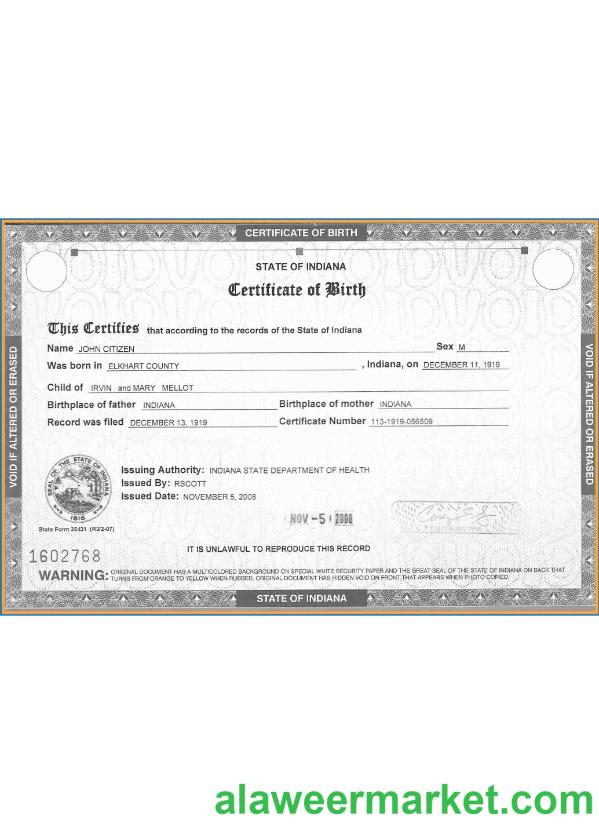 CERTIFICATE OF BIRTH
STATE OF INDIANA
Certificate of Birth
This Certifies that according to the records of the State of Indiana
Name JOHN CITIZEN Sex M
Was born in ELKHART COUNTY , Indiana, on DECEMBER 11, 1919
Child of IRVIN and MARY MELLOT
Birthplace of father INDIANA Birthplace of mother INDIANA
Record was filed DECEMBER 13, 1919 Certificate Number 113-1919-056509
VOID IF ALTERED OR ERASED
VOID IF ALTERED OR ERASED
SEAL OF THE STATE OF INDIANA
1816
Issuing Authority: INDIANA STATE DEPARTMENT OF HEALTH
Issued By: RSCOTT
Issued Date: NOVEMBER 5, 2008
NOV -5 2008
State Form 35431 (R3/2-07)
IT IS UNLAWFUL TO REPRODUCE THIS RECORD
1602768
WARNING: ORIGINAL DOCUMENT HAS A MULTICOLORED BACKGROUND ON SPECIAL WHITE SECURITY PAPER AND THE GREAT SEAL OF THE STATE OF INDIANA ON BACK THAT
TURNS FROM ORANGE TO YELLOW WHEN RUBBED. ORIGINAL DOCUMENT HAS HIDDEN VOID ON FRONT THAT APPEARS WHEN PHOTO COPIED.
STATE OF INDIANA
alaweermarket.com